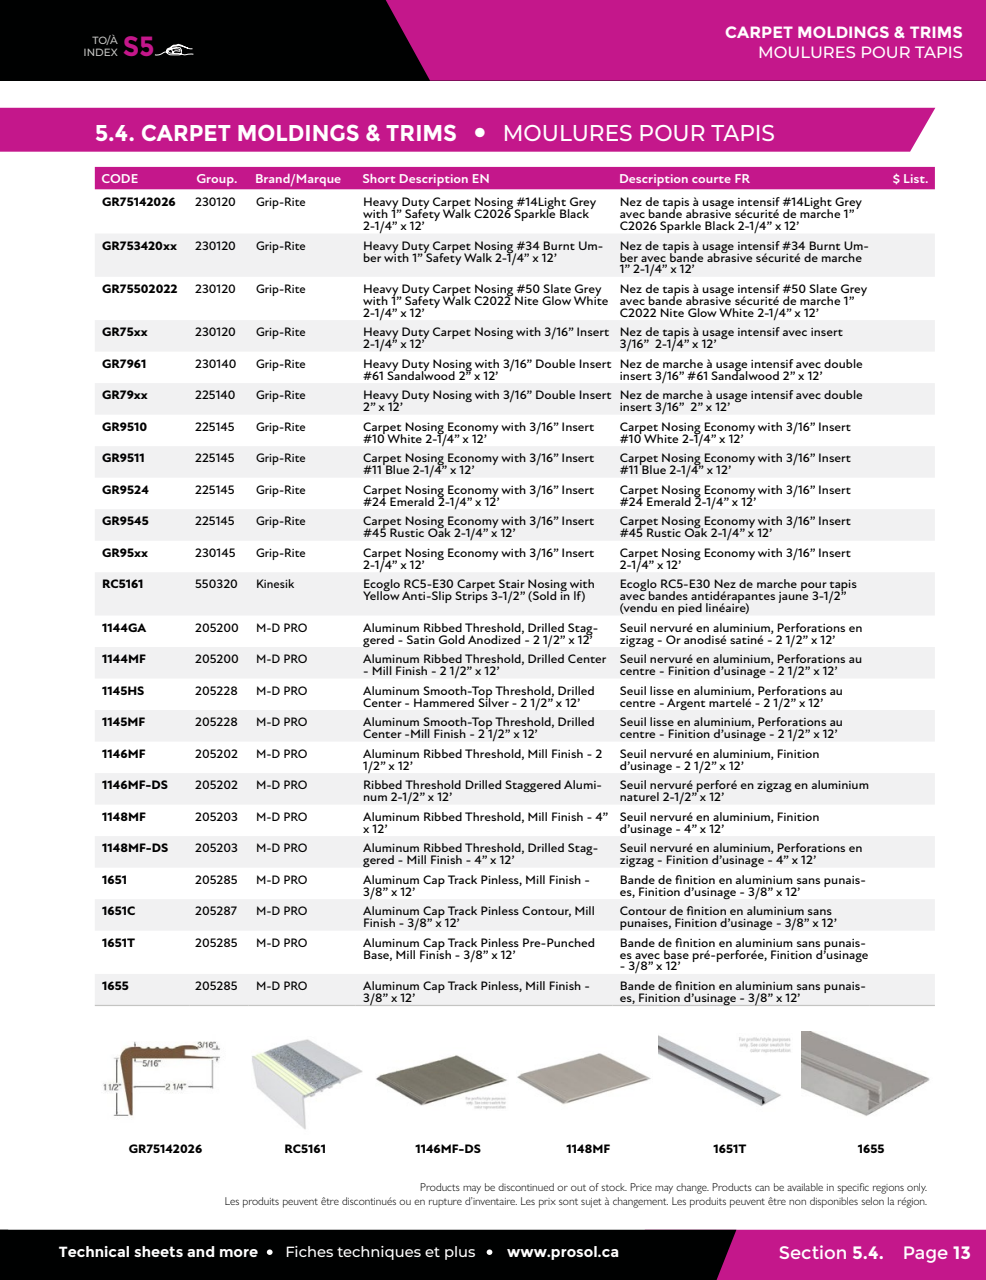 TO/À
INDEX S5
CARPET MOLDINGS & TRIMS
MOULURES POUR TAPIS
5.4. CARPET MOLDINGS & TRIMS • MOULURES POUR TAPIS
CODE Group. Brand/Marque Short Description EN Description courte FR $ List.
GR75142026 230120 Grip-Rite Heavy Duty Carpet Nosing #14Light Grey Nez de tapis à usage intensif #14Light Grey
with 1” Safety Walk C2026 Sparkle Black avec bande abrasive sécurité de marche 1”
2-1/4” x 12’ C2026 Sparkle Black 2-1/4” x 12’
GR753420xx 230120 Grip-Rite Heavy Duty Carpet Nosing #34 Burnt Um- Nez de tapis à usage intensif #34 Burnt Um-
ber with 1” Safety Walk 2-1/4” x 12’ ber avec bande abrasive sécurité de marche
1” 2-1/4” x 12’
GR75502022 230120 Grip-Rite Heavy Duty Carpet Nosing #50 Slate Grey Nez de tapis à usage intensif #50 Slate Grey
with 1” Safety Walk C2022 Nite Glow White avec bande abrasive sécurité de marche 1”
2-1/4” x 12’ C2022 Nite Glow White 2-1/4” x 12’
GR75xx 230120 Grip-Rite Heavy Duty Carpet Nosing with 3/16” Insert Nez de tapis à usage intensif avec insert
2-1/4” x 12’ 3/16” 2-1/4” x 12’
GR7961 230140 Grip-Rite Heavy Duty Nosing with 3/16” Double Insert Nez de marche à usage intensif avec double
#61 Sandalwood 2” x 12’ insert 3/16” #61 Sandalwood 2” x 12’
GR79xx 225140 Grip-Rite Heavy Duty Nosing with 3/16” Double Insert Nez de marche à usage intensif avec double
2” x 12’ insert 3/16” 2” x 12’
GR9510 225145 Grip-Rite Carpet Nosing Economy with 3/16” Insert Carpet Nosing Economy with 3/16” Insert
#10 White 2-1/4” x 12’ #10 White 2-1/4” x 12’
GR9511 225145 Grip-Rite Carpet Nosing Economy with 3/16” Insert Carpet Nosing Economy with 3/16” Insert
#11 Blue 2-1/4” x 12’ #11 Blue 2-1/4” x 12’
GR9524 225145 Grip-Rite Carpet Nosing Economy with 3/16” Insert Carpet Nosing Economy with 3/16” Insert
#24 Emerald 2-1/4” x 12’ #24 Emerald 2-1/4” x 12’
GR9545 225145 Grip-Rite Carpet Nosing Economy with 3/16” Insert Carpet Nosing Economy with 3/16” Insert
#45 Rustic Oak 2-1/4” x 12’ #45 Rustic Oak 2-1/4” x 12’
GR95xx 230145 Grip-Rite Carpet Nosing Economy with 3/16” Insert Carpet Nosing Economy with 3/16” Insert
2-1/4” x 12’ 2-1/4” x 12’
RC5161 550320 Kinesik Ecoglo RC5-E30 Carpet Stair Nosing with Ecoglo RC5-E30 Nez de marche pour tapis
Yellow Anti-Slip Strips 3-1/2” (Sold in lf) avec bandes antidérapantes jaune 3-1/2”
(vendu en pied linéaire)
1144GA 205200 M-D PRO Aluminum Ribbed Threshold, Drilled Stag- Seuil nervuré en aluminium, Perforations en
gered - Satin Gold Anodized - 2 1/2” x 12’ zigzag - Or anodisé satiné - 2 1/2” x 12’
1144MF 205200 M-D PRO Aluminum Ribbed Threshold, Drilled Center Seuil nervuré en aluminium, Perforations au
- Mill Finish - 2 1/2” x 12’ centre - Finition d’usinage - 2 1/2” x 12’
1145HS 205228 M-D PRO Aluminum Smooth-Top Threshold, Drilled Seuil lisse en aluminium, Perforations au
Center - Hammered Silver - 2 1/2” x 12’ centre - Argent martelé - 2 1/2” x 12’
1145MF 205228 M-D PRO Aluminum Smooth-Top Threshold, Drilled Seuil lisse en aluminium, Perforations au
Center -Mill Finish - 2 1/2” x 12’ centre - Finition d’usinage - 2 1/2” x 12’
1146MF 205202 M-D PRO Aluminum Ribbed Threshold, Mill Finish - 2 Seuil nervuré en aluminium, Finition
1/2” x 12’ d’usinage - 2 1/2” x 12’
1146MF-DS 205202 M-D PRO Ribbed Threshold Drilled Staggered Alumi- Seuil nervuré perforé en zigzag en aluminium
num 2-1/2” x 12’ naturel 2-1/2” x 12’
1148MF 205203 M-D PRO Aluminum Ribbed Threshold, Mill Finish - 4” Seuil nervuré en aluminium, Finition
x 12’ d’usinage - 4” x 12’
1148MF-DS 205203 M-D PRO Aluminum Ribbed Threshold, Drilled Stag- Seuil nervuré en aluminium, Perforations en
gered - Mill Finish - 4” x 12’ zigzag - Finition d’usinage - 4” x 12’
1651 205285 M-D PRO Aluminum Cap Track Pinless, Mill Finish - Bande de finition en aluminium sans punais-
3/8” x 12’ es, Finition d’usinage - 3/8” x 12’
1651C 205287 M-D PRO Aluminum Cap Track Pinless Contour, Mill Contour de finition en aluminium sans
Finish - 3/8” x 12’ punaises, Finition d’usinage - 3/8” x 12’
1651T 205285 M-D PRO Aluminum Cap Track Pinless Pre-Punched Bande de finition en aluminium sans punais-
Base, Mill Finish - 3/8” x 12’ es avec base pré-perforée, Finition d’usinage
- 3/8” x 12’
1655 205285 M-D PRO Aluminum Cap Track Pinless, Mill Finish - Bande de finition en aluminium sans punais-
3/8” x 12’ es, Finition d’usinage - 3/8” x 12’
3/16"
5/16"
1 1/2"
2 1/4"
GR75142026 RC5161 1146MF-DS 1148MF 1651T 1655
Products may be discontinued or out of stock. Price may change. Products can be available in specific regions only.
Les produits peuvent être discontinués ou en rupture d’inventaire. Les prix sont sujet à changement. Les produits peuvent être non disponibles selon la région.
Technical sheets and more • Fiches techniques et plus • www.prosol.ca
Section 5.4. Page 13